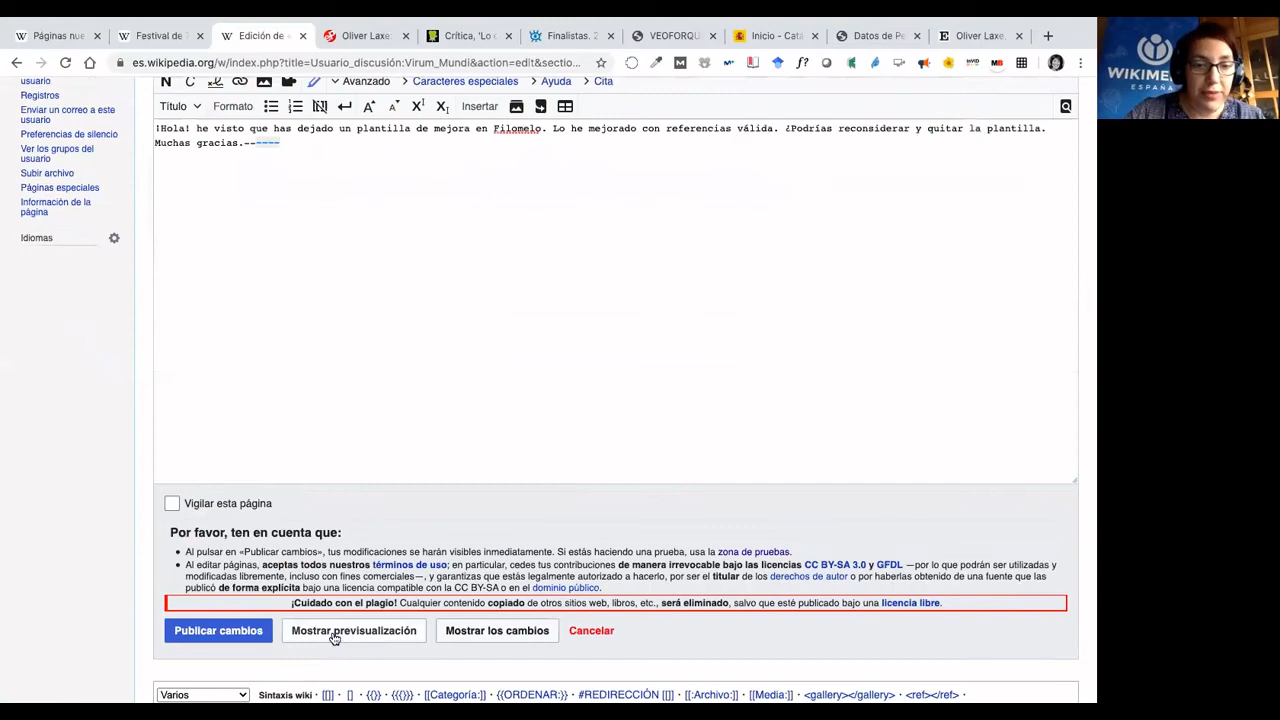 Páginas nue
Festival de
Edición de
Oliver Laxe:
Crítica, 'Lo
Finalistas. 2
VEOFORQU
Inicio - Catá
Datos de Pe
Oliver Laxe,
es.wikipedia.org/w/index.php?title=Usuario_discusión:Virum_Mundi&action=edit&sectio...
usuario
Registros
Enviar un correo a este
usuario
Preferencias de silencio
Ver los grupos del
usuario
Subir archivo
Páginas especiales
Información de la
página
Idiomas
N C Avanzado Caracteres especiales Ayuda Cita
Título Formato Insertar
!Hola! he visto que has dejado un plantilla de mejora en Filomelo. Lo he mejorado con referencias válida. ¿Podrías reconsiderar y quitar la plantilla.
Muchas gracias.--~~~~
Vigilar esta página
Por favor, ten en cuenta que:
• Al pulsar en «Publicar cambios», tus modificaciones se harán visibles inmediatamente. Si estás haciendo una prueba, usa la zona de pruebas.
• Al editar páginas, aceptas todos nuestros términos de uso; en particular, cedes tus contribuciones de manera irrevocable bajo las licencias CC BY-SA 3.0 y GFDL —por lo que podrán ser utilizadas y
modificadas libremente, incluso con fines comerciales—, y garantizas que estás legalmente autorizado a hacerlo, por ser el titular de los derechos de autor o por haberlas obtenido de una fuente que las
publicó de forma explícita bajo una licencia compatible con la CC BY-SA o en el dominio público.
¡Cuidado con el plagio! Cualquier contenido copiado de otros sitios web, libros, etc., será eliminado, salvo que esté publicado bajo una licencia libre.
Publicar cambios Mostrar previsualización Mostrar los cambios Cancelar
Varios Sintaxis wiki · [[]] · [] · {{}} · {{{}}} · [[Categoría:]] · {{ORDENAR:}} · #REDIRECCIÓN [[]] · [[:Archivo:]] · [[Media:]] · <gallery></gallery> · <ref></ref> ·
WIKIME
ESPAÑA